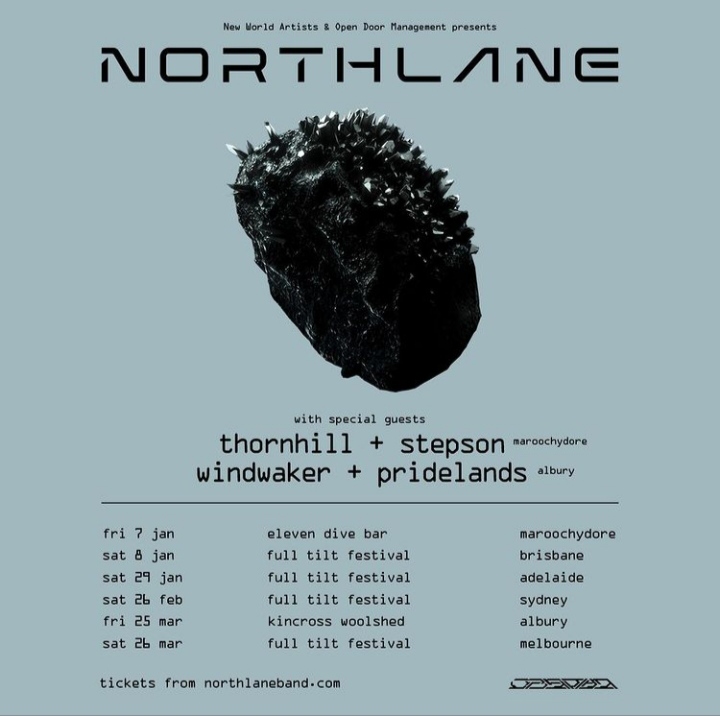 New World Artists & Open Door Management presents
NORTHLANE
with special guests
thornhill + stepson maroochydore
windwaker + pridelands albury
fri 7 jan eleven dive bar maroochydore
sat 8 jan full tilt festival brisbane
sat 29 jan full tilt festival adelaide
sat 26 feb full tilt festival sydney
fri 25 mar kincross woolshed albury
sat 26 mar full tilt festival melbourne
tickets from northlaneband.com